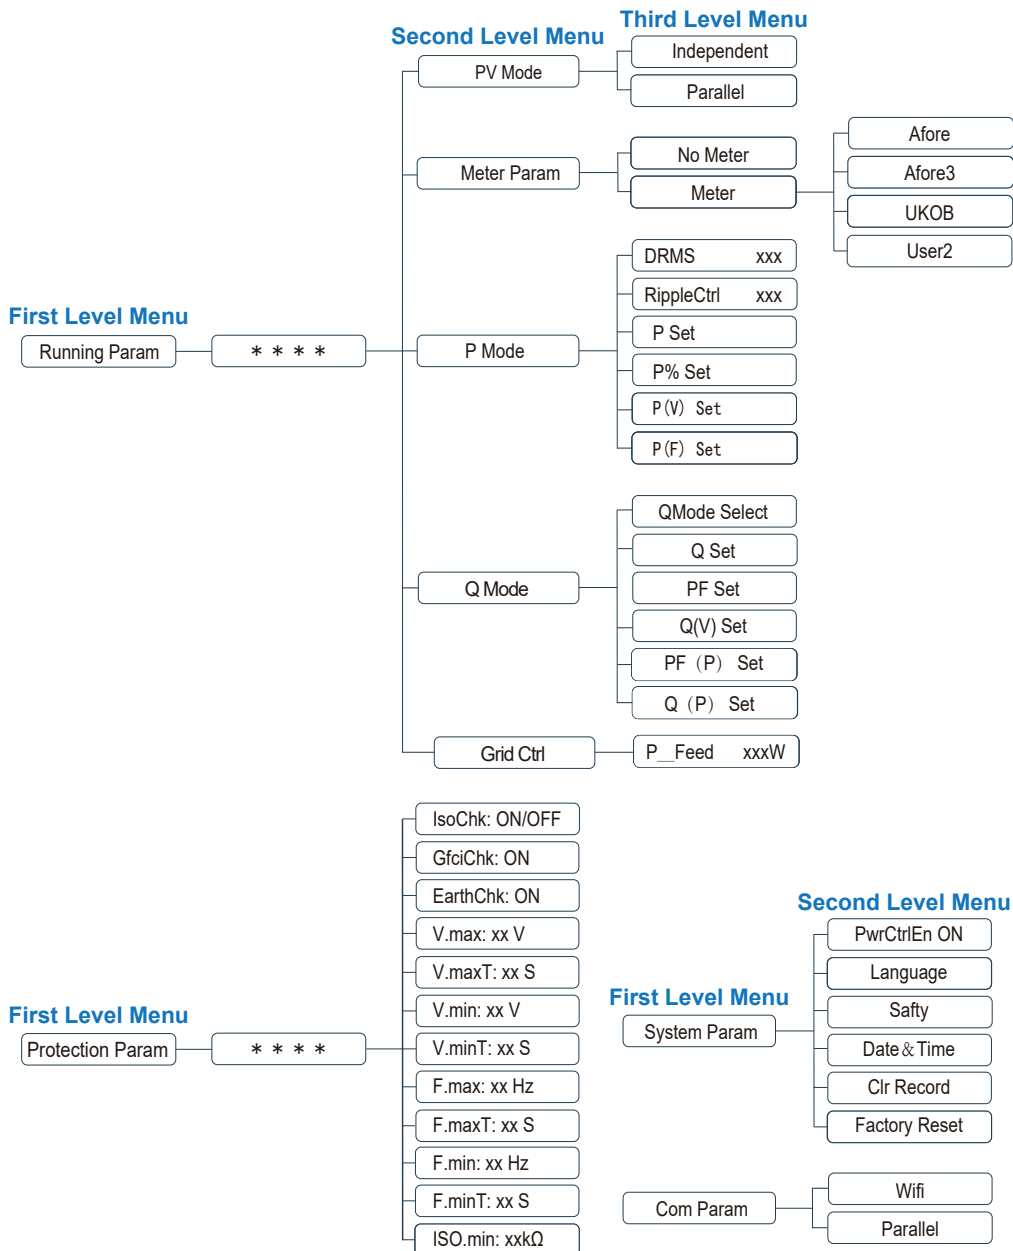 Third Level Menu
Second Level Menu
Independent
PV Mode
Parallel
Afore
No Meter
Meter Param
Afore3
Meter
UKOB
User2
DRMS xxx
RippleCtrl xxx
First Level Menu
P Set
Running Param
* * * *
P Mode
P% Set
P(V) Set
P(F) Set
QMode Select
Q Set
Q Mode
PF Set
Q(V) Set
PF (P) Set
Q (P) Set
Grid Ctrl
P__Feed xxxW
IsoChk: ON/OFF
GfciChk: ON
EarthChk: ON
V.max: xx V
V.maxT: xx S
V.min: xx V
First Level Menu
Protection Param
* * * *
V.minT: xx S
F.max: xx Hz
F.maxT: xx S
F.min: xx Hz
F.minT: xx S
ISO.min: xxkΩ
Second Level Menu
PwrCtrlEn ON
Language
First Level Menu
Safty
System Param
Date&Time
Clr Record
Factory Reset
Wifi
Com Param
Parallel